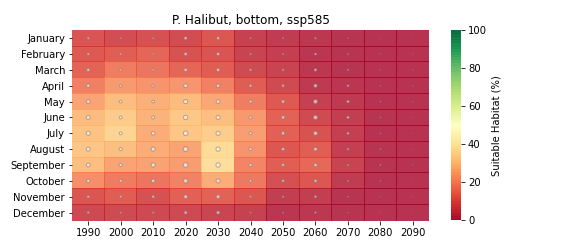 P. Halibut, bottom, ssp585
January
February
March
April
May
June
July
August
September
October
November
December
1990 2000 2010 2020 2030 2040 2050 2060 2070 2080 2090
100
80
60
40
20
0
Suitable Habitat (%)